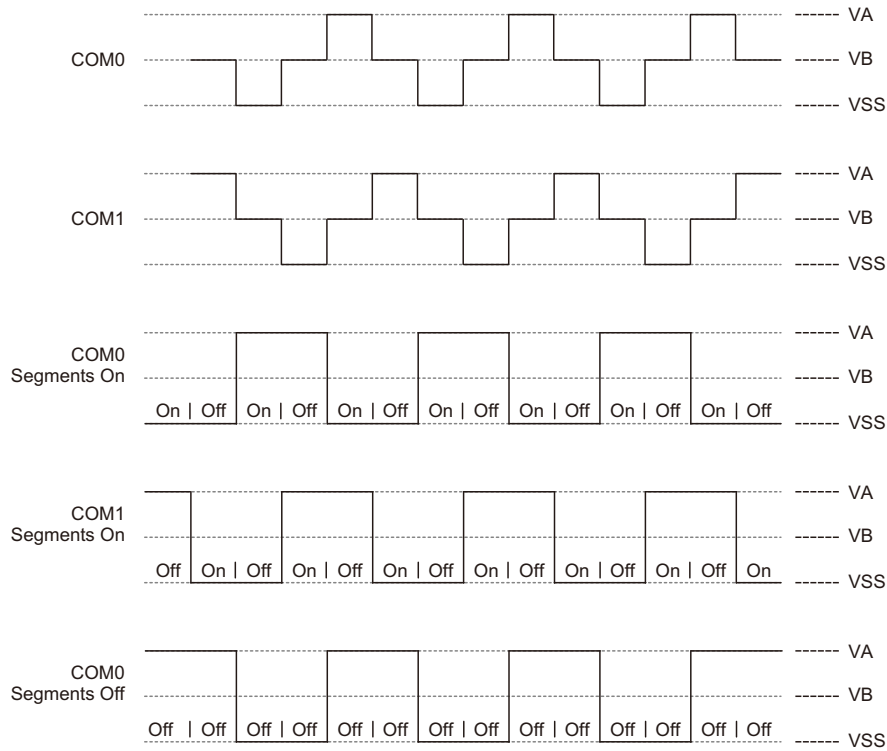 VA
COM0
VB
VSS
VA
COM1
VB
VSS
VA
COM0
Segments On
VB
On | Off | On | Off | On | Off | On | Off | On | Off | On | Off | On | Off
VSS
VA
COM1
Segments On
VB
Off | On | Off | On | Off | On | Off | On | Off | On | Off | On | Off | On
VSS
VA
COM0
Segments Off
VB
Off | Off | Off | Off | Off | Off | Off | Off | Off | Off | Off | Off | Off | Off
VSS